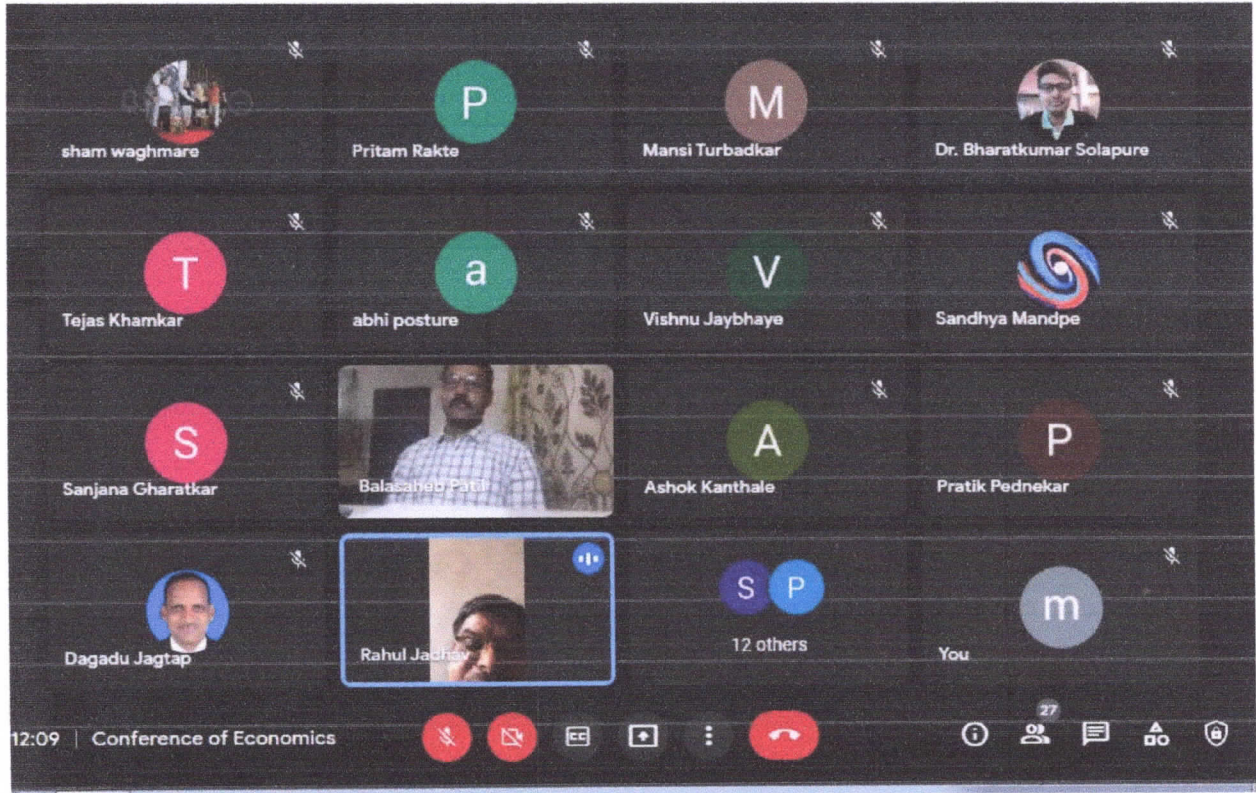 sham waghmare
P
Pritam Rakte
M
Mansi Turbadkar
Dr. Bharatkumar Solapure
T
Tejas Khamkar
a
abhi posture
V
Vishnu Jaybhaye
Sandhya Mandpe
S
Sanjana Gharatkar
Balasaheb Patil
A
Ashok Kanthale
P
Pratik Pednekar
Dagadu Jagtap
Rahul Jadhav
S P
12 others
m
You
12:09 | Conference of Economics
CC
27